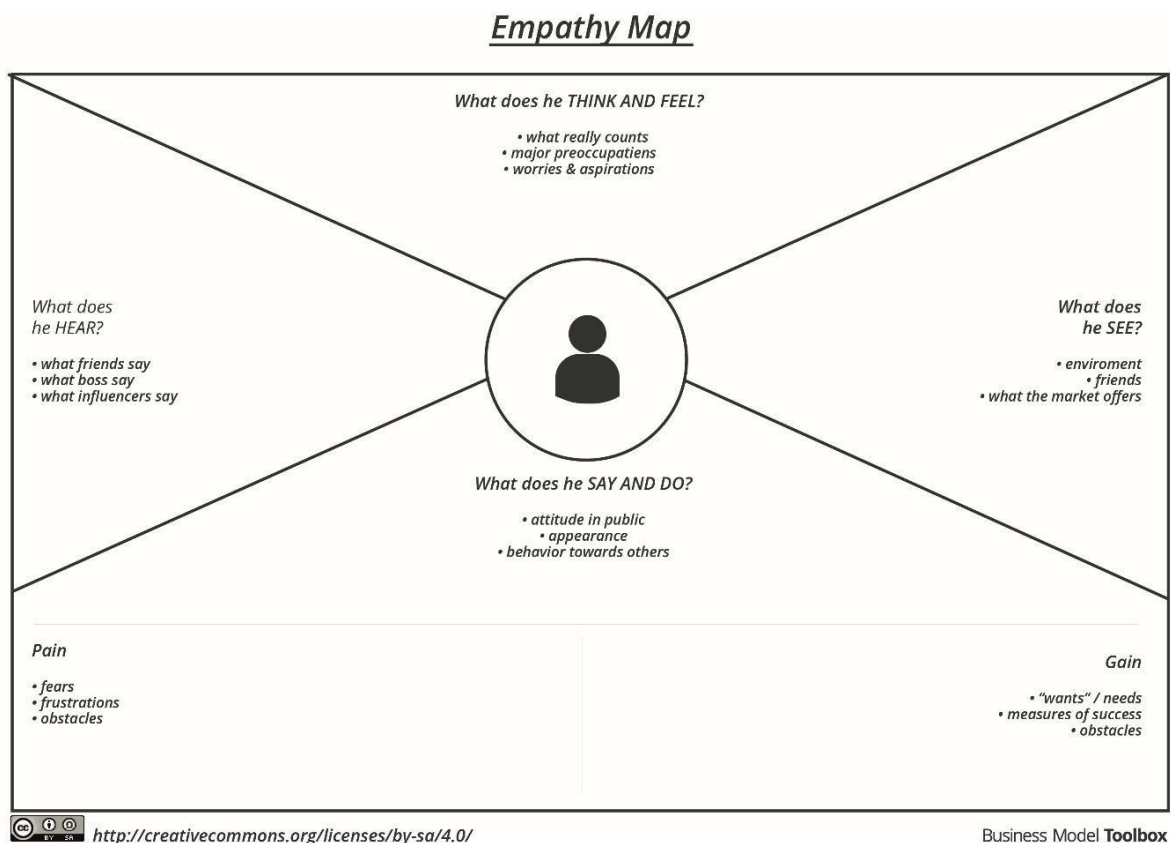 Empathy Map
What does he THINK AND FEEL?
• what really counts
• major preoccupatiens
• worries & aspirations
What does
he HEAR?
• what friends say
• what boss say
• what influencers say
What does
he SEE?
• enviroment
• friends
• what the market offers
What does he SAY AND DO?
• attitude in public
• appearance
• behavior towards others
Pain
• fears
• frustrations
• obstacles
Gain
• “wants“ / needs
• measures of success
• obstacles
cc BY SA
http://creativecommons.org/licenses/by-sa/4.0/
Business Model Toolbox